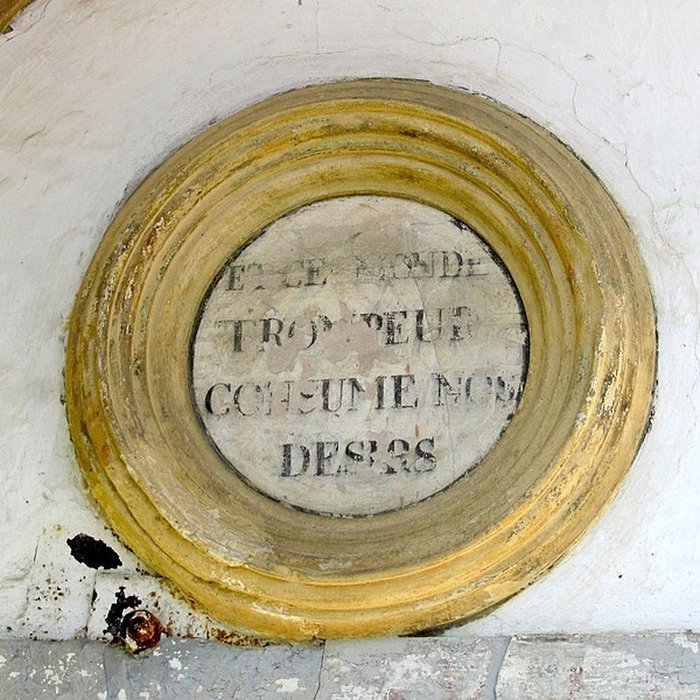 ET CE MONDE
TROMPEUR
CONSUME NOS
DESIRS